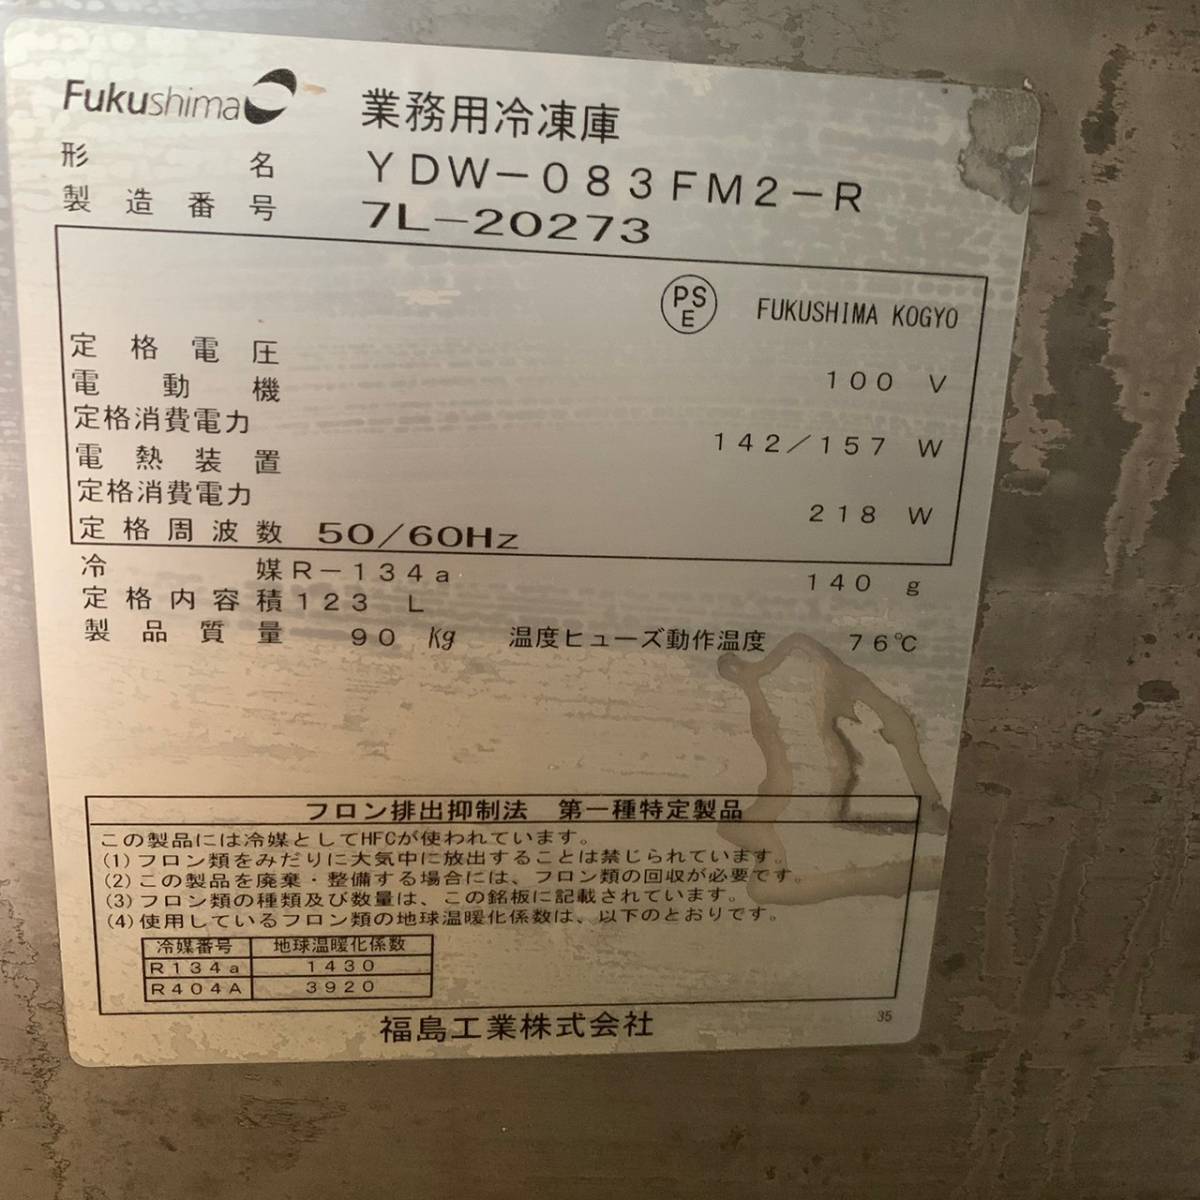 Fukushima 業務用冷凍庫
形名 YDW-083FM2-R
製造番号 7L-20273
PSE FUKUSHIMA KOGYO
定格電圧 100 V
電動機
定格消費電力 142/157 W
電熱装置
定格消費電力 218 W
定格周波数 50/60Hz
冷媒 R-134a 140 g
定格内容積 123 L
製品質量 90 kg 温度ヒューズ動作温度 76℃
フロン排出抑制法 第一種特定製品
この製品には冷媒としてHFCが使われています。
(1)フロン類をみだりに大気中に放出することは禁じられています。
(2)この製品を廃棄・整備する場合には、フロン類の回収が必要です。
(3)フロン類の種類及び数量は、この銘板に記載されています。
(4)使用しているフロン類の地球温暖化係数は、以下のとおりです。
冷媒番号 地球温暖化係数
R134a 1430
R404A 3920
福島工業株式会社 35